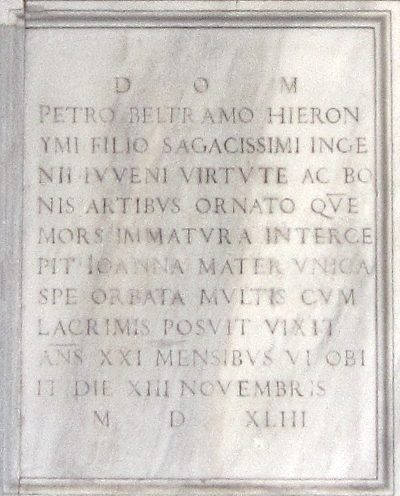 D O M
PETRO BELTRAMO HIERON
YMI FILIO SAGACISSIMI INGE
NII IVVENI VIRTVTE AC BO
NIS ARTIBVS ORNATO QVE
MORS IMMATVRA INTERCE
PIT IOANNA MATER VNICA
SPE ORBATA MVLTIS CVM
LACRIMIS POSVIT VIXIT
ANS XXI MENSIBVS VI OBI
IT DIE XIII NOVEMBRIS
M D XLIII